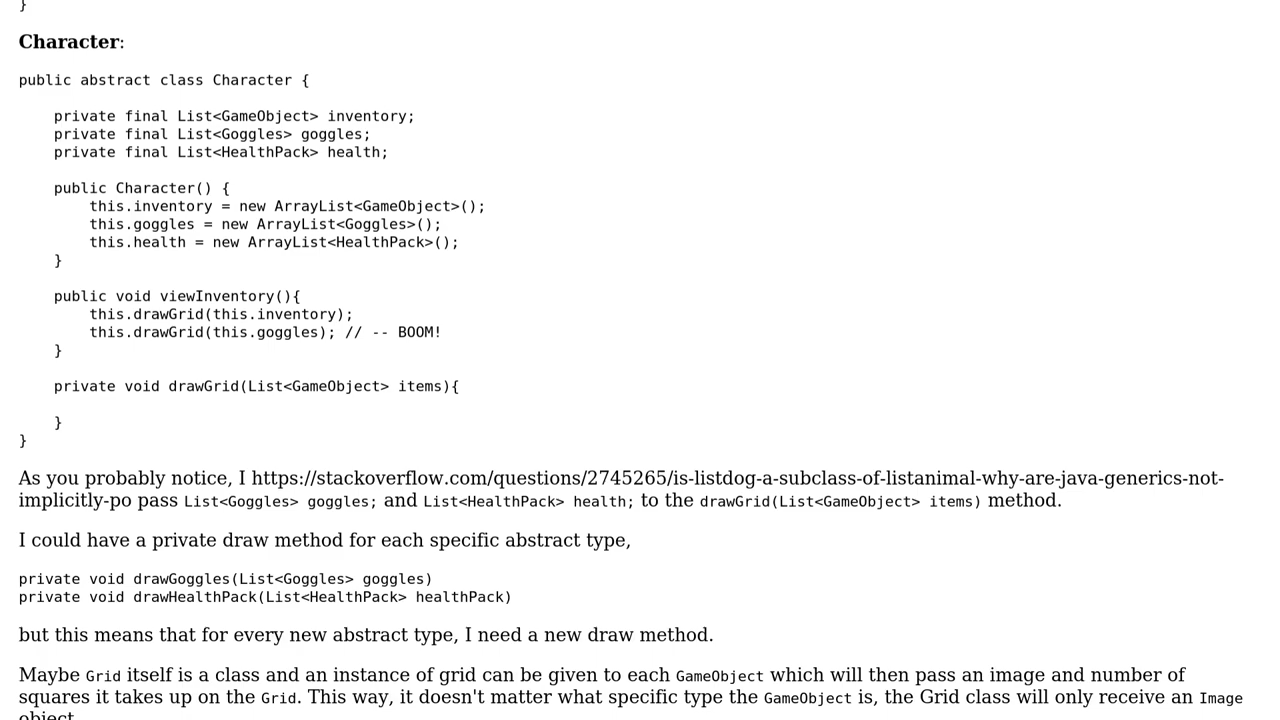 }
Character:
public abstract class Character {
private final List<GameObject> inventory;
private final List<Goggles> goggles;
private final List<HealthPack> health;
public Character() {
this.inventory = new ArrayList<GameObject>();
this.goggles = new ArrayList<Goggles>();
this.health = new ArrayList<HealthPack>();
}
public void viewInventory(){
this.drawGrid(this.inventory);
this.drawGrid(this.goggles); // -- BOOM!
}
private void drawGrid(List<GameObject> items){
}
}
As you probably notice, I https://stackoverflow.com/questions/2745265/is-listdog-a-subclass-of-listanimal-why-are-java-generics-not-
implicitly-po pass List<Goggles> goggles; and List<HealthPack> health; to the drawGrid(List<GameObject> items) method.
I could have a private draw method for each specific abstract type,
private void drawGoggles(List<Goggles> goggles)
private void drawHealthPack(List<HealthPack> healthPack)
but this means that for every new abstract type, I need a new draw method.
Maybe Grid itself is a class and an instance of grid can be given to each GameObject which will then pass an image and number of
squares it takes up on the Grid. This way, it doesn't matter what specific type the GameObject is, the Grid class will only receive an Image
object.